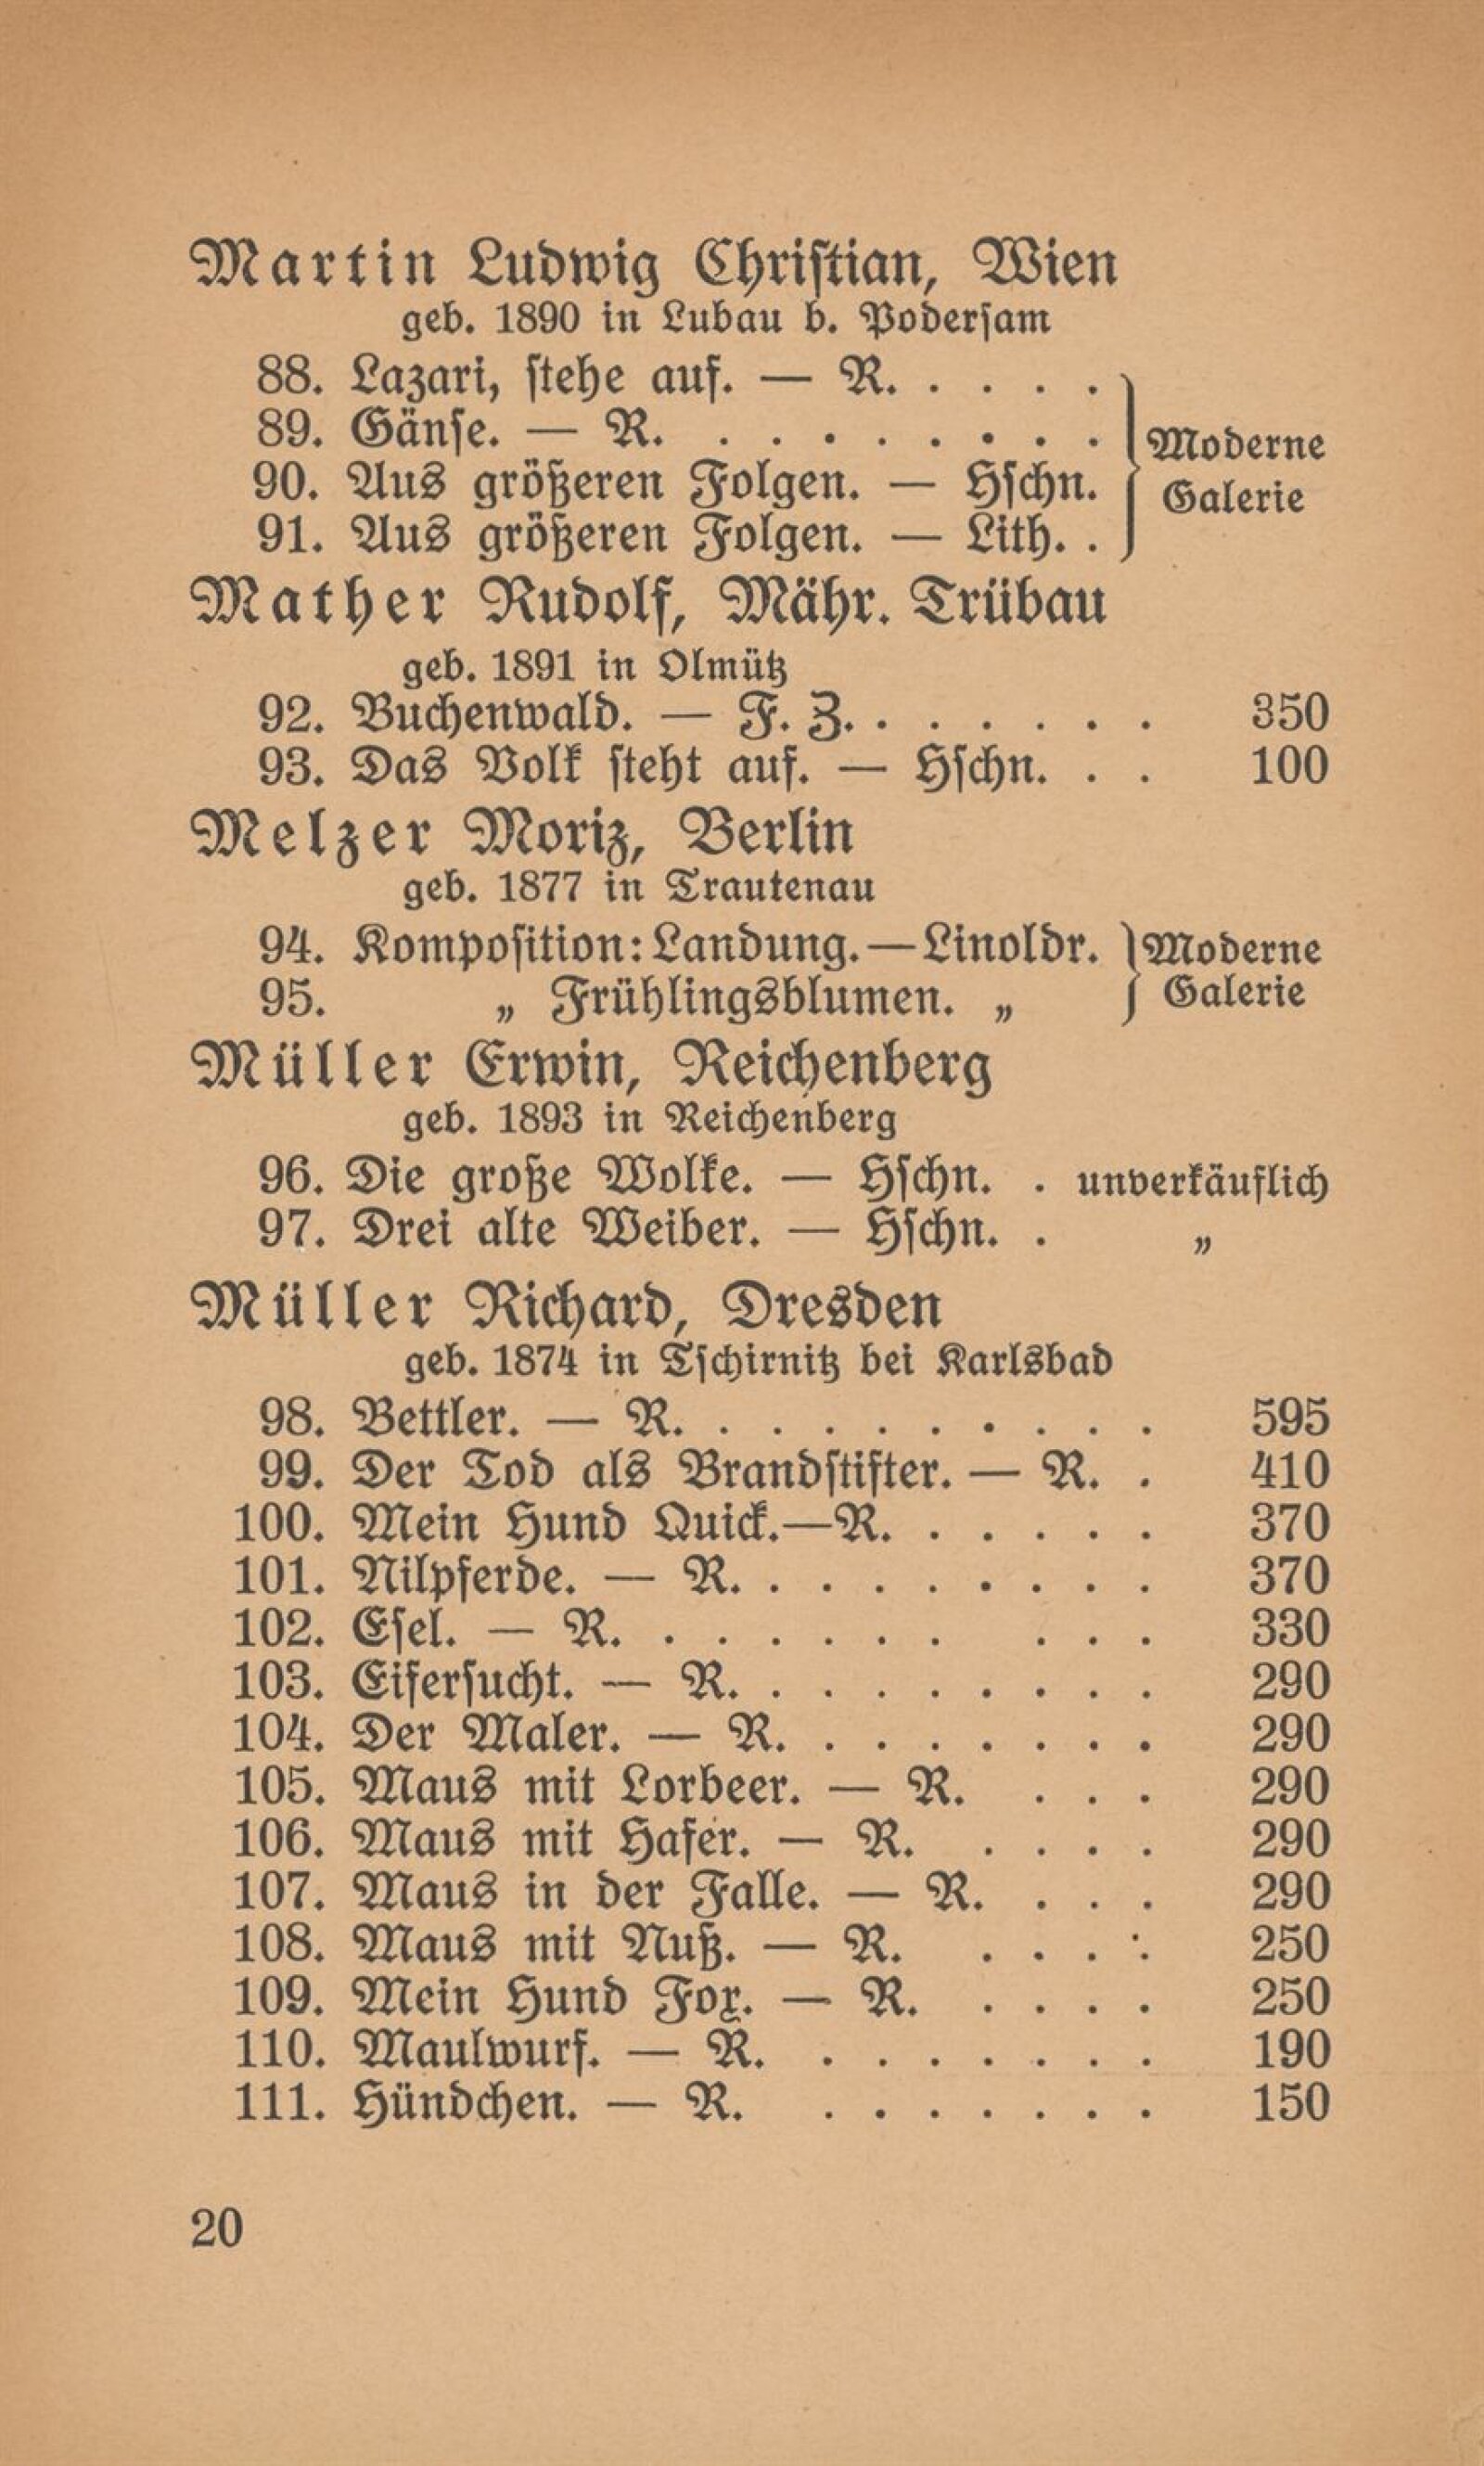 Martin Ludwig Christian, Wien
geb. 1890 in Lubau b. Podersam
88. Lazari, stehe auf. — R. . . . .
89. Gänse. — R. . . . . . . . . Moderne
90. Aus größeren Folgen. — Hschn. Galerie
91. Aus größeren Folgen. — Lith. .
Mather Rudolf, Mähr. Trübau
geb. 1891 in Olmütz
92. Buchenwald. — F. Z. . . . . . . 350
93. Das Volk steht auf. — Hschn. . . 100
Melzer Moriz, Berlin
geb. 1877 in Trautenau
94. Komposition: Landung. — Linoldr. Moderne
95. „ Frühlingsblumen. „ Galerie
Müller Erwin, Reichenberg
geb. 1893 in Reichenberg
96. Die große Wolke. — Hschn. . unverkäuflich
97. Drei alte Weiber. — Hschn. . „
Müller Richard, Dresden
geb. 1874 in Tschirnitz bei Karlsbad
98. Bettler. — R. . . . . . . . . . 595
99. Der Tod als Brandstifter. — R. . 410
100. Mein Hund Quick.—R. . . . . . 370
101. Nilpferde. — R. . . . . . . . . 370
102. Esel. — R. . . . . . . . . . 330
103. Eifersucht. — R. . . . . . . . . 290
104. Der Maler. — R. . . . . . . . 290
105. Maus mit Lorbeer. — R. . . . 290
106. Maus mit Hafer. — R. . . . . 290
107. Maus in der Falle. — R. . . . 290
108. Maus mit Nuß. — R. . . . . 250
109. Mein Hund Fox. — R. . . . . 250
110. Maulwurf. — R. . . . . . . . 190
111. Hündchen. — R. . . . . . . . 150
20